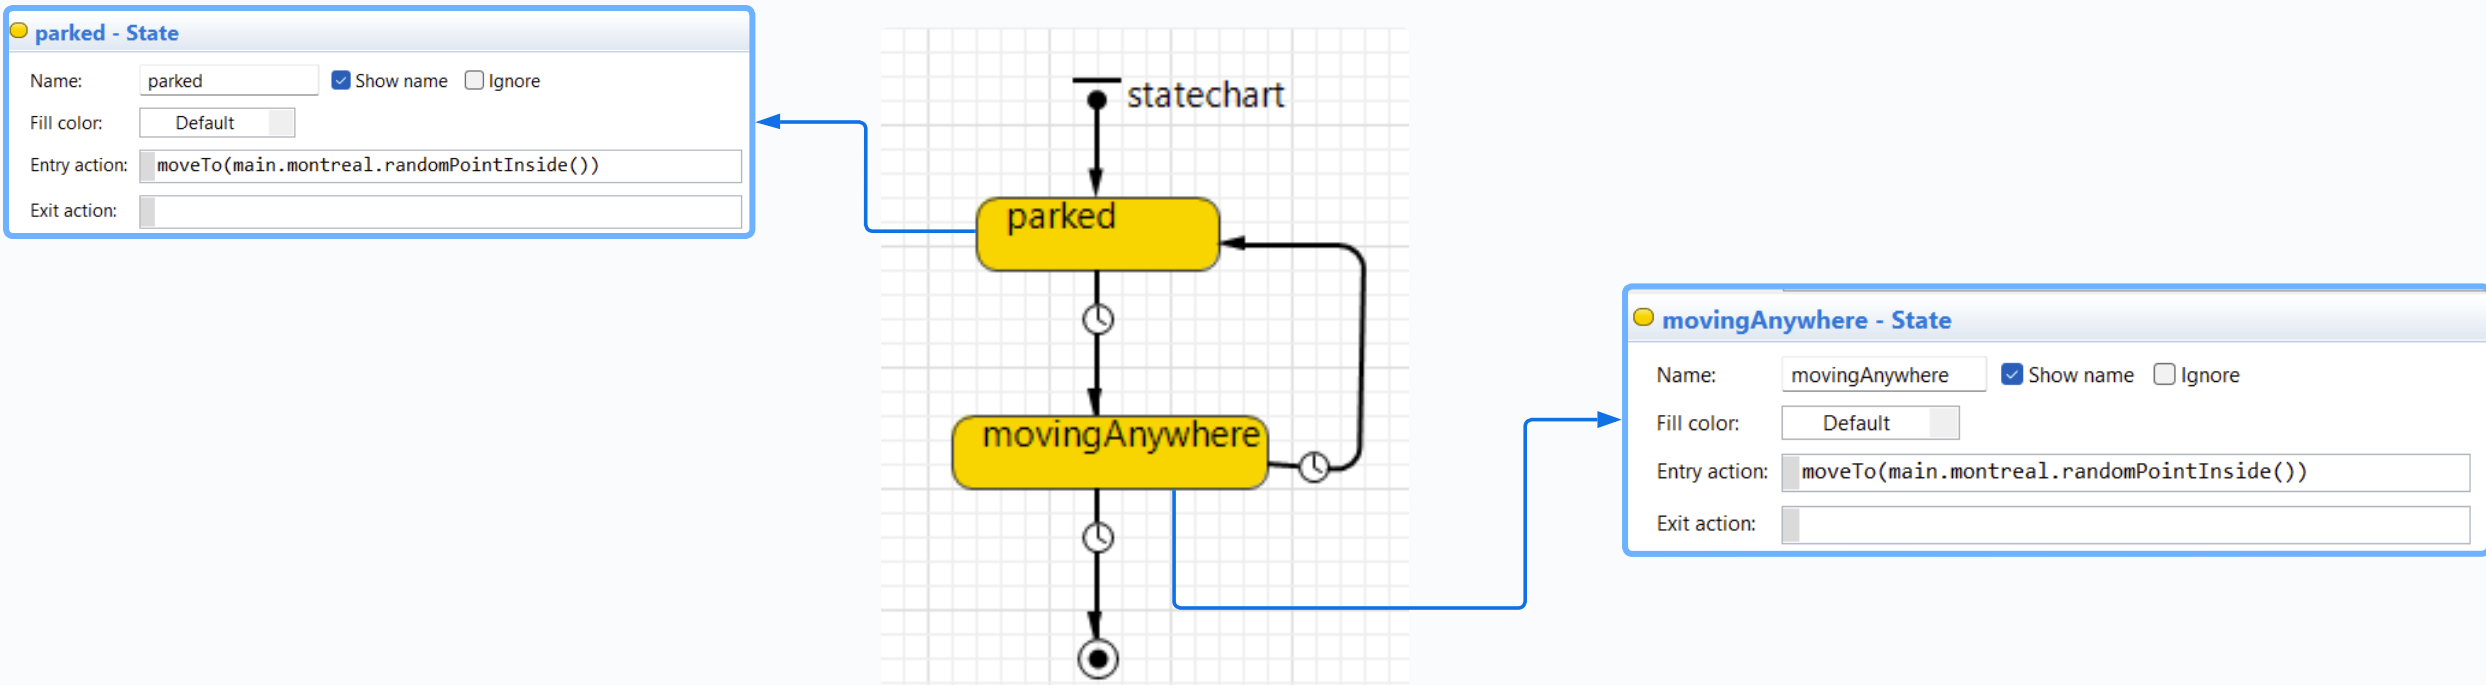 parked - State
Name: parked Show name Ignore
Fill color: Default
Entry action: moveTo(main.montreal.randomPointInside())
Exit action:
statechart
parked
movingAnywhere
movingAnywhere - State
Name: movingAnywhere Show name Ignore
Fill color: Default
Entry action: moveTo(main.montreal.randomPointInside())
Exit action: